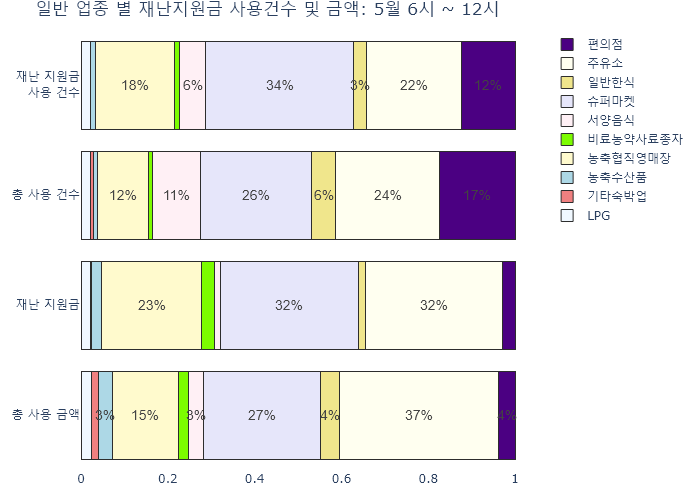 일반 업종 별 재난지원금 사용건수 및 금액: 5월 6시 ~ 12시
재난 지원금
사용 건수
18%
6%
34%
3%
22%
12%
총 사용 건수
12%
11%
26%
6%
24%
17%
재난 지원금
23%
32%
32%
총 사용 금액
3%
15%
3%
27%
4%
37%
4%
0
0.2
0.4
0.6
0.8
1
편의점
주유소
일반한식
슈퍼마켓
서양음식
비료농약사료종자
농축협직영매장
농축수산품
기타숙박업
LPG